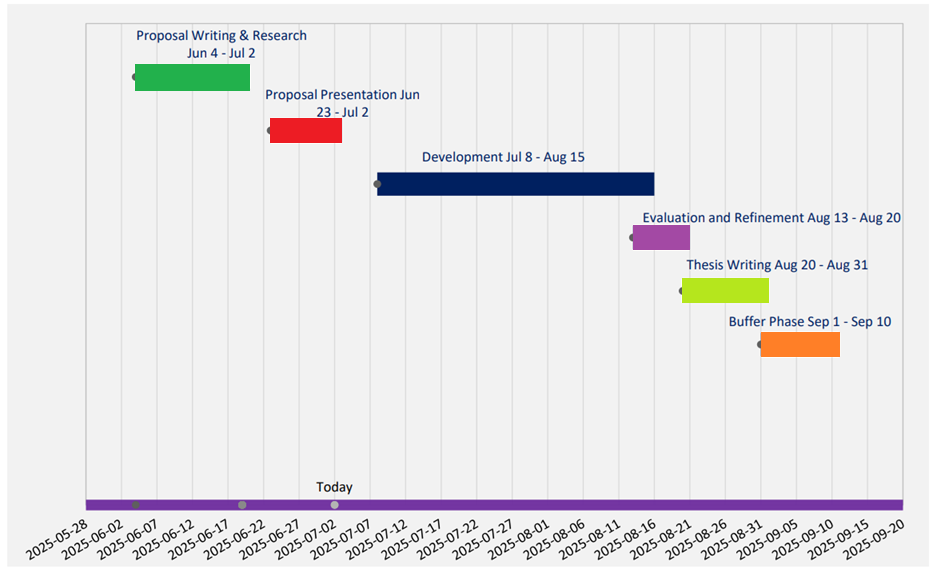 Proposal Writing & Research
Jun 4 - Jul 2
Proposal Presentation Jun
23 - Jul 2
Development Jul 8 - Aug 15
Evaluation and Refinement Aug 13 - Aug 20
Thesis Writing Aug 20 - Aug 31
Buffer Phase Sep 1 - Sep 10
Today
2025-05-28
2025-06-02
2025-06-07
2025-06-12
2025-06-17
2025-06-22
2025-06-27
2025-07-02
2025-07-07
2025-07-12
2025-07-17
2025-07-22
2025-07-27
2025-08-01
2025-08-06
2025-08-11
2025-08-16
2025-08-21
2025-08-26
2025-08-31
2025-09-05
2025-09-10
2025-09-15
2025-09-20